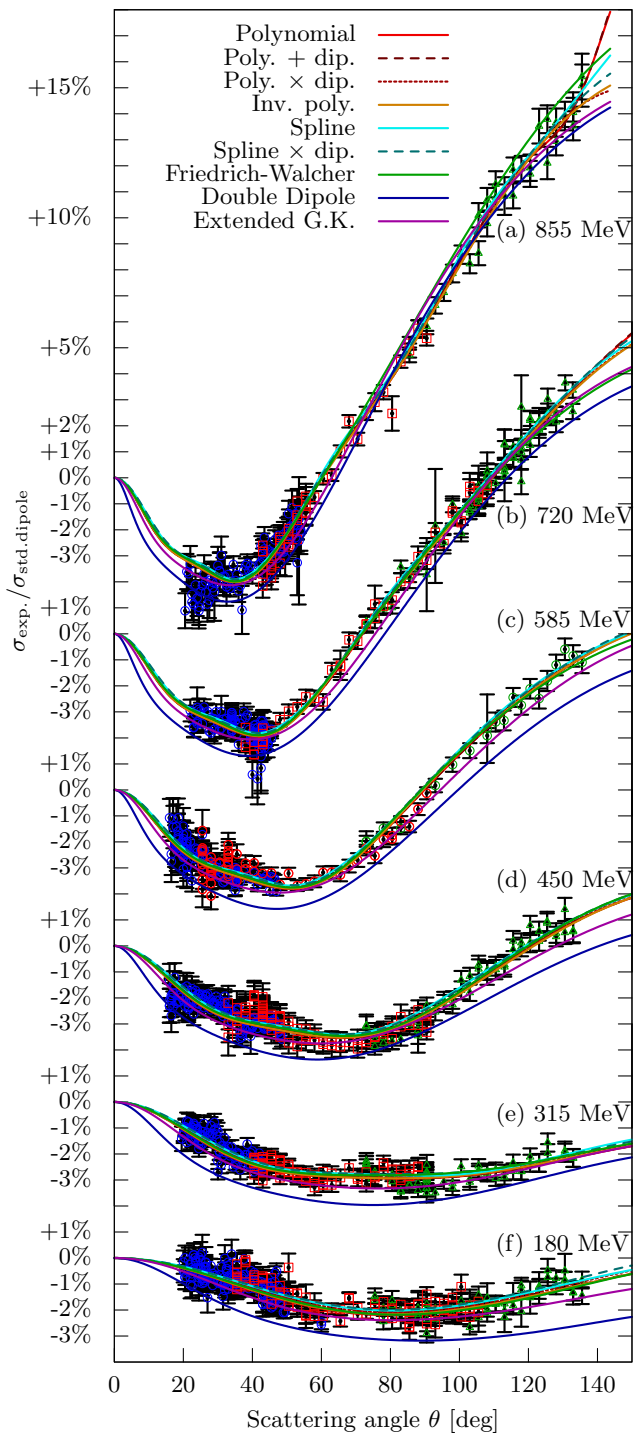 Polynomial
Poly. + dip.
Poly. × dip.
Inv. poly.
Spline
Spline × dip.
Friedrich-Walcher
Double Dipole
Extended G.K.
(a) 855 MeV
(b) 720 MeV
(c) 585 MeV
(d) 450 MeV
(e) 315 MeV
(f) 180 MeV
+15%
+10%
+5%
+2%
+1%
0%
-1%
-2%
-3%
+1%
0%
-1%
-2%
-3%
+1%
0%
-1%
-2%
-3%
+1%
0%
-1%
-2%
-3%
+1%
0%
-1%
-2%
-3%
+1%
0%
-1%
-2%
-3%
σexp./σstd.dipole
0 20 40 60 80 100 120 140
Scattering angle θ [deg]